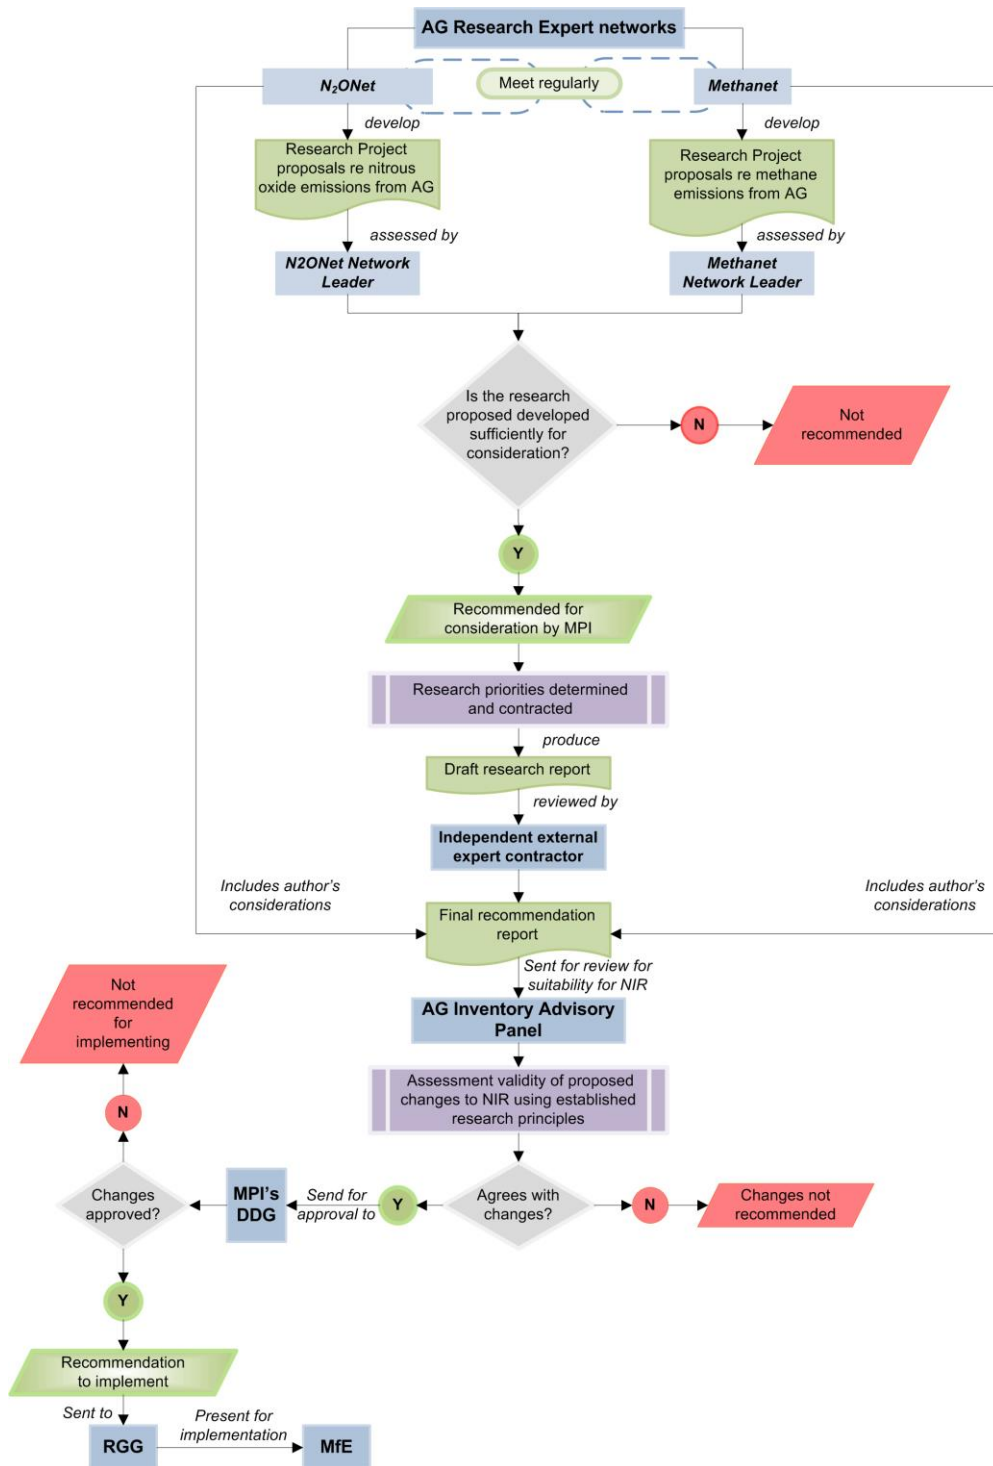 AG Research Expert networks
N₂ONet
Meet regularly
Methanet
develop
develop
Research Project
proposals re nitrous
oxide emissions from AG
Research Project
proposals re methane
emissions from AG
assessed by
assessed by
N2ONet Network
Leader
Methanet
Network Leader
Is the research
proposed developed
sufficiently for
consideration?
N
Not
recommended
Y
Recommended for
consideration by MPI
Research priorities determined
and contracted
produce
Draft research report
reviewed by
Independent external
expert contractor
Includes author's
considerations
Includes author's
considerations
Final recommendation
report
Sent for review for
suitability for NIR
Not
recommended
for
implementing
AG Inventory Advisory
Panel
Assessment validity of proposed
changes to NIR using established
research principles
N
Changes
approved?
MPI's
DDG
Send for
approval to
Y
Agrees with
changes?
N
Changes not
recommended
Y
Recommendation
to implement
Sent to
RGG
Present for
implementation
MfE